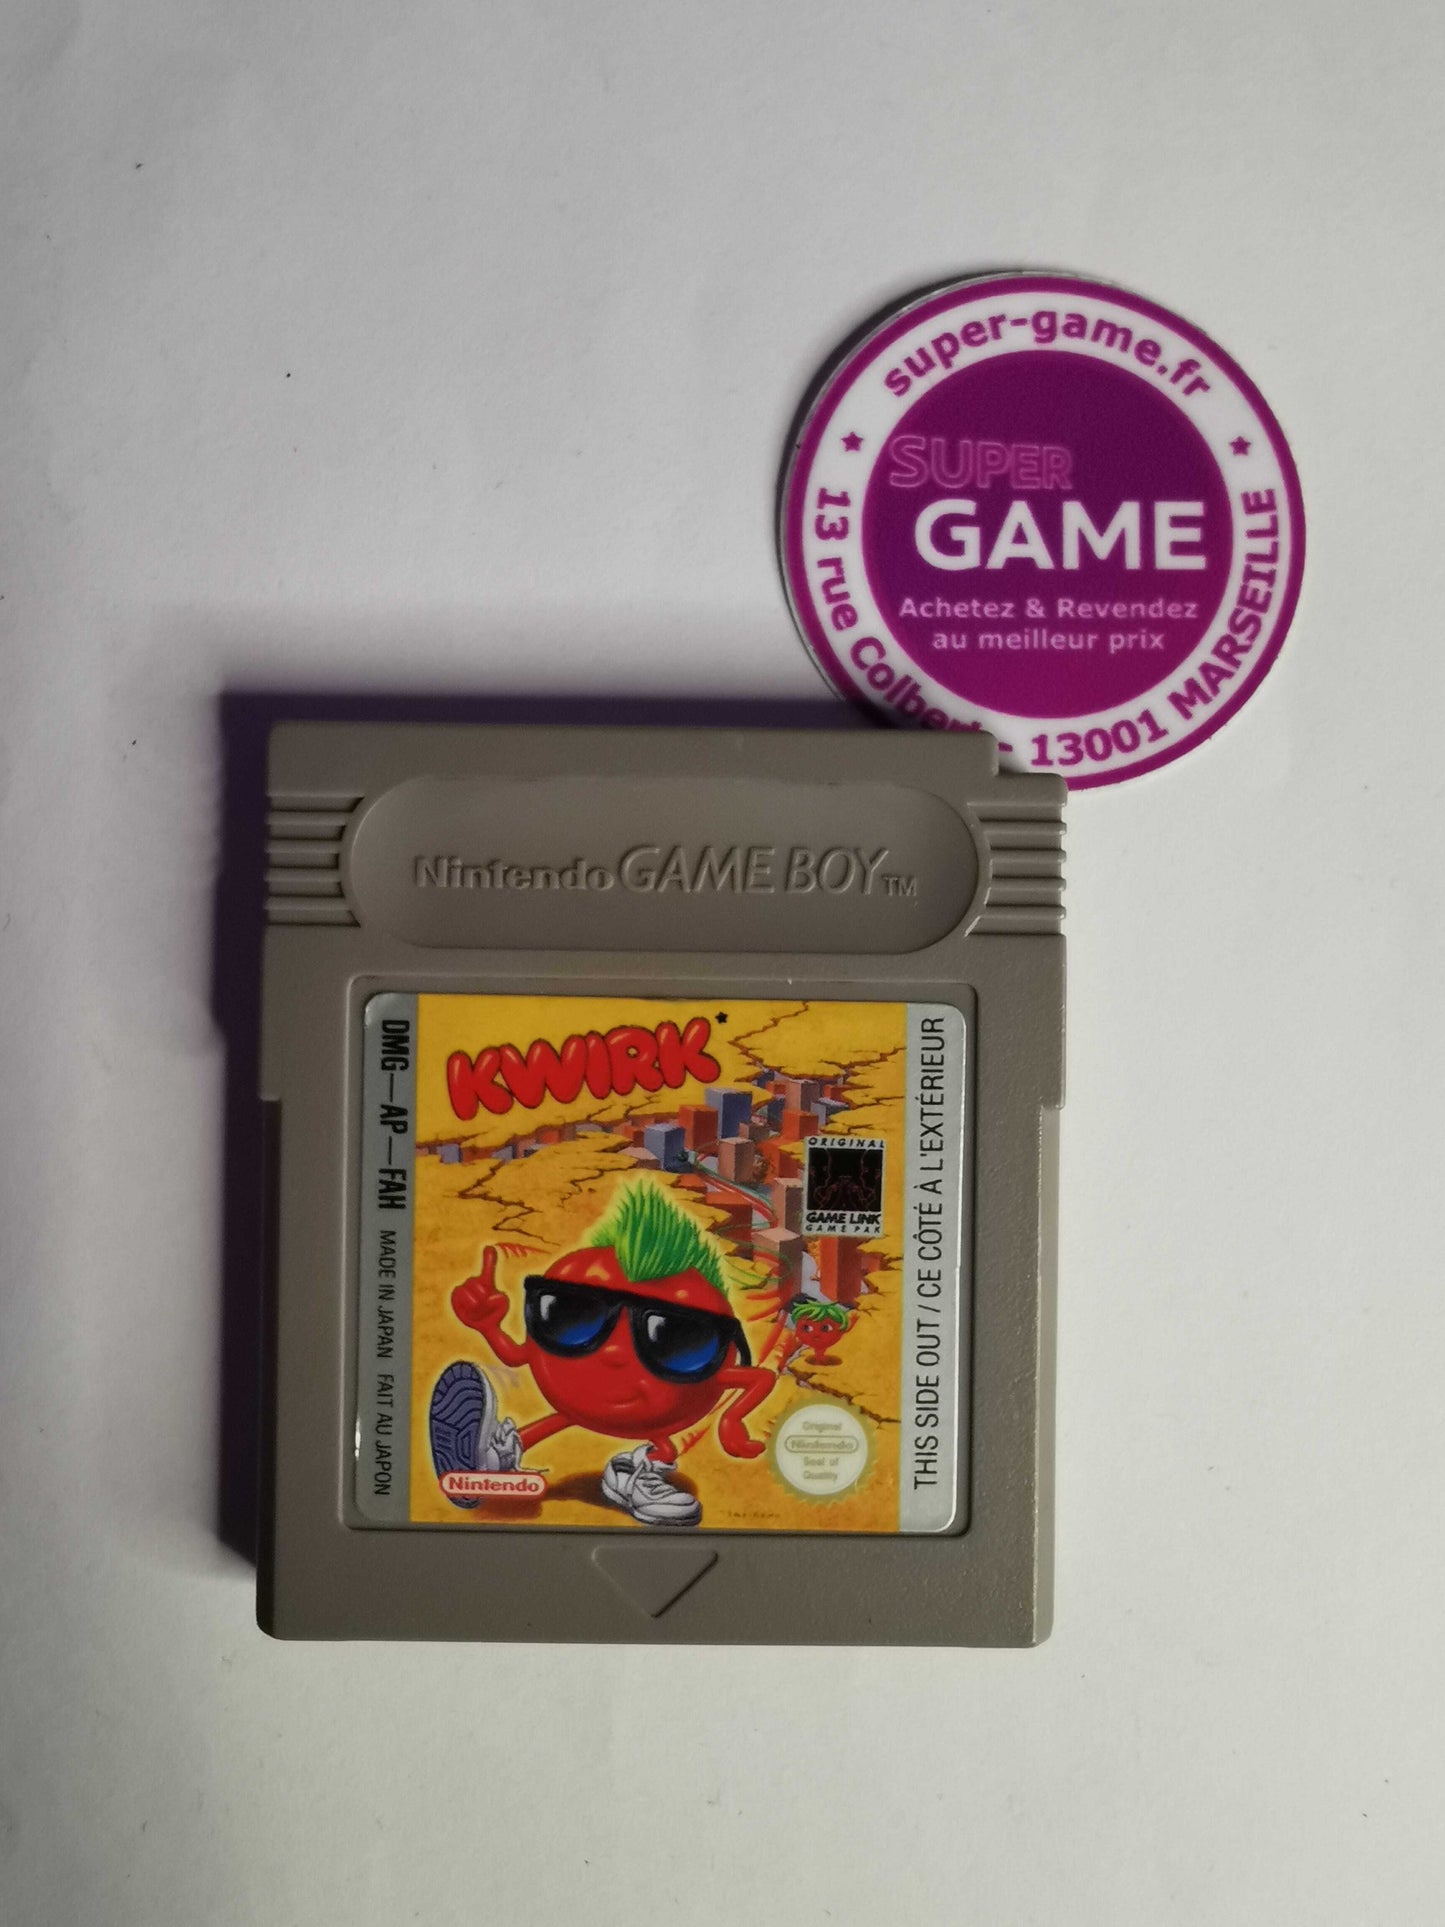 super-game.fr
SUPER
GAME
Achetez & Revendez
au meilleur prix
13 rue Colbert - 13001 MARSEILLE
Nintendo GAME BOY™
DMG-AP-FAH MADE IN JAPAN FAIT AU JAPON
KWIRK*
ORIGINAL
GAME LINK
GAME PAK
Original
Nintendo
Seal of
Quality
Nintendo
THIS SIDE OUT / CE CÔTÉ À L'EXTÉRIEUR